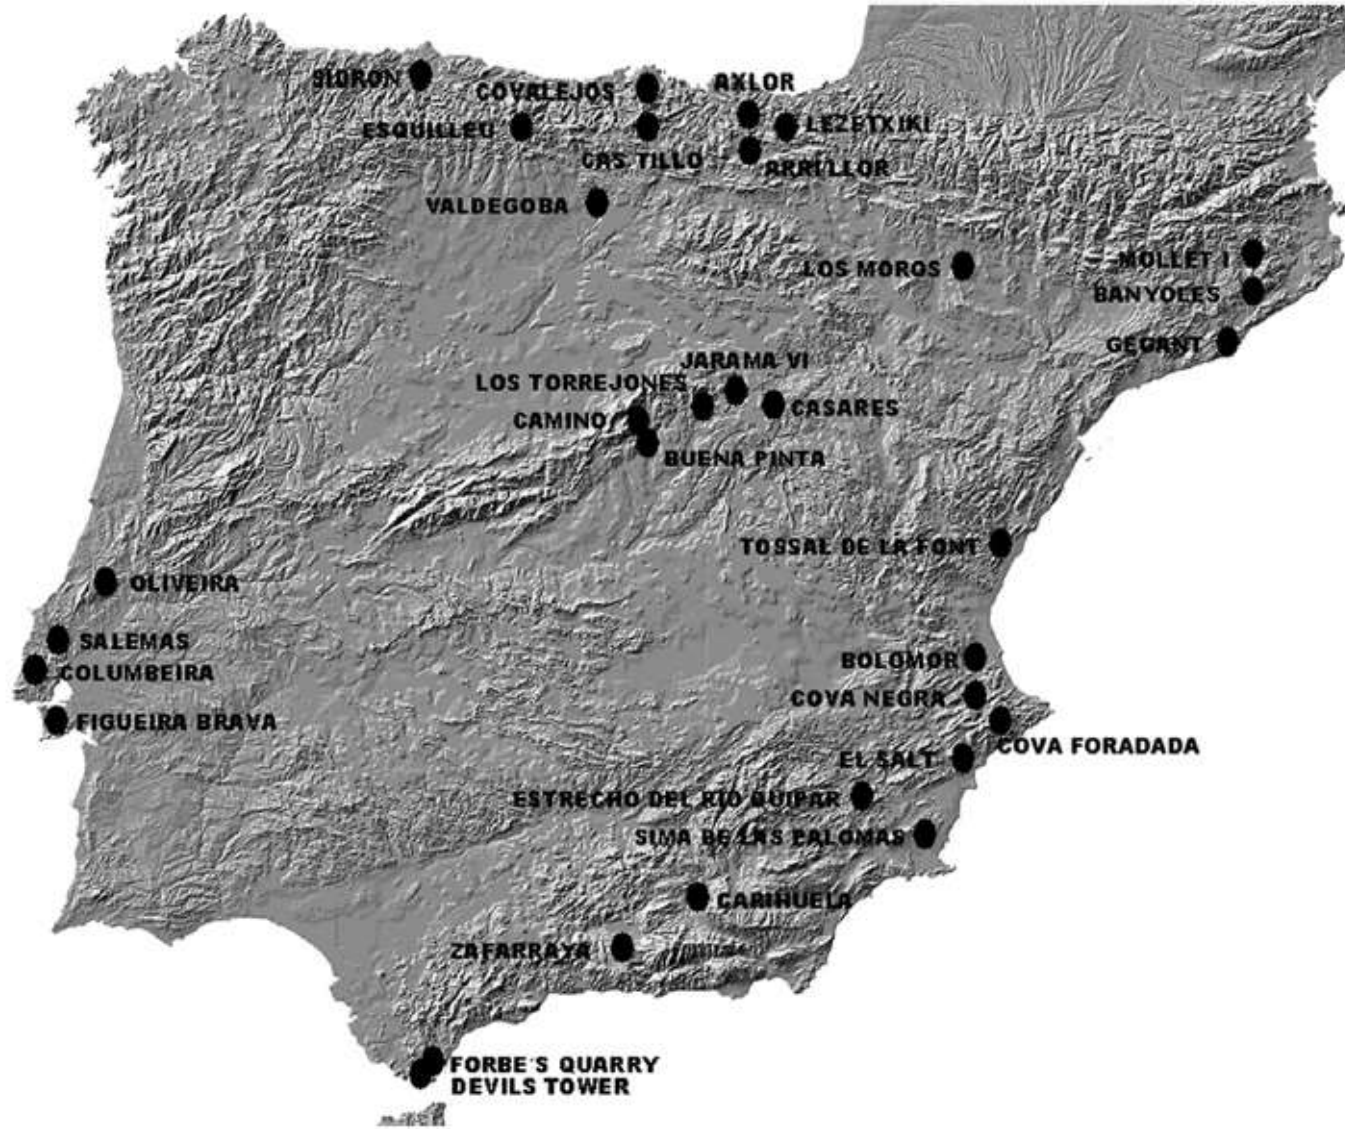 SIDRON
COVALEJOS
AXLOR
ESQUILLEU
LEZETXIKI
CAS TILLO
ARRILLOR
VALDEGOBA
LOS MOROS
MOLLET I
BANYOLES
GEGANT
JARAMA VI
LOS TORREJONES
CASARES
CAMINO
BUENA PINTA
TOSSAL DE LA FONT
OLIVEIRA
SALEMAS
COLUMBEIRA
BOLOMOR
COVA NEGRA
FIGUEIRA BRAVA
COVA FORADADA
EL SALT
ESTRECHO DEL RIO QUIPAR
SIMA DE LAS PALOMAS
CARIHUELA
ZAFARRAYA
FORBE´S QUARRY
DEVILS TOWER